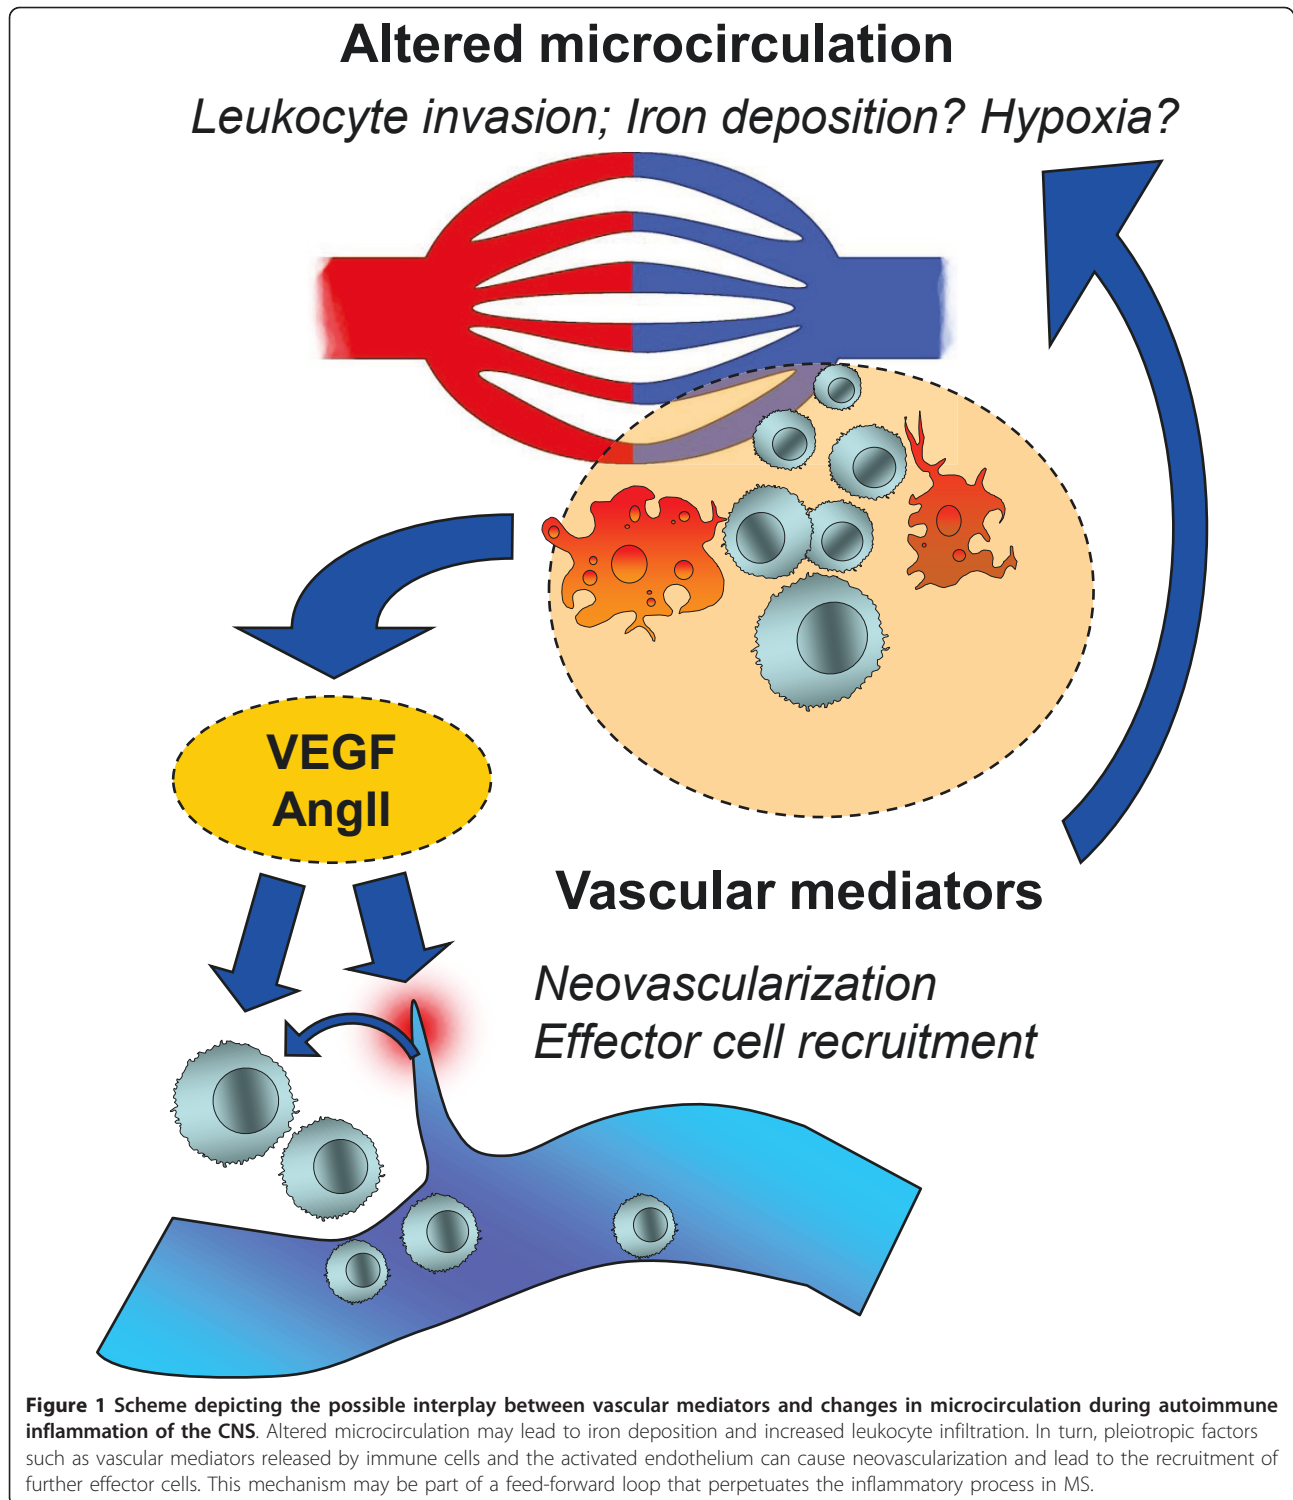 Altered microcirculation
Leukocyte invasion; Iron deposition? Hypoxia?
VEGF
AngII
Vascular mediators
Neovascularization
Effector cell recruitment
Figure 1 Scheme depicting the possible interplay between vascular mediators and changes in microcirculation during autoimmune
inflammation of the CNS. Altered microcirculation may lead to iron deposition and increased leukocyte infiltration. In turn, pleiotropic factors
such as vascular mediators released by immune cells and the activated endothelium can cause neovascularization and lead to the recruitment of
further effector cells. This mechanism may be part of a feed-forward loop that perpetuates the inflammatory process in MS.